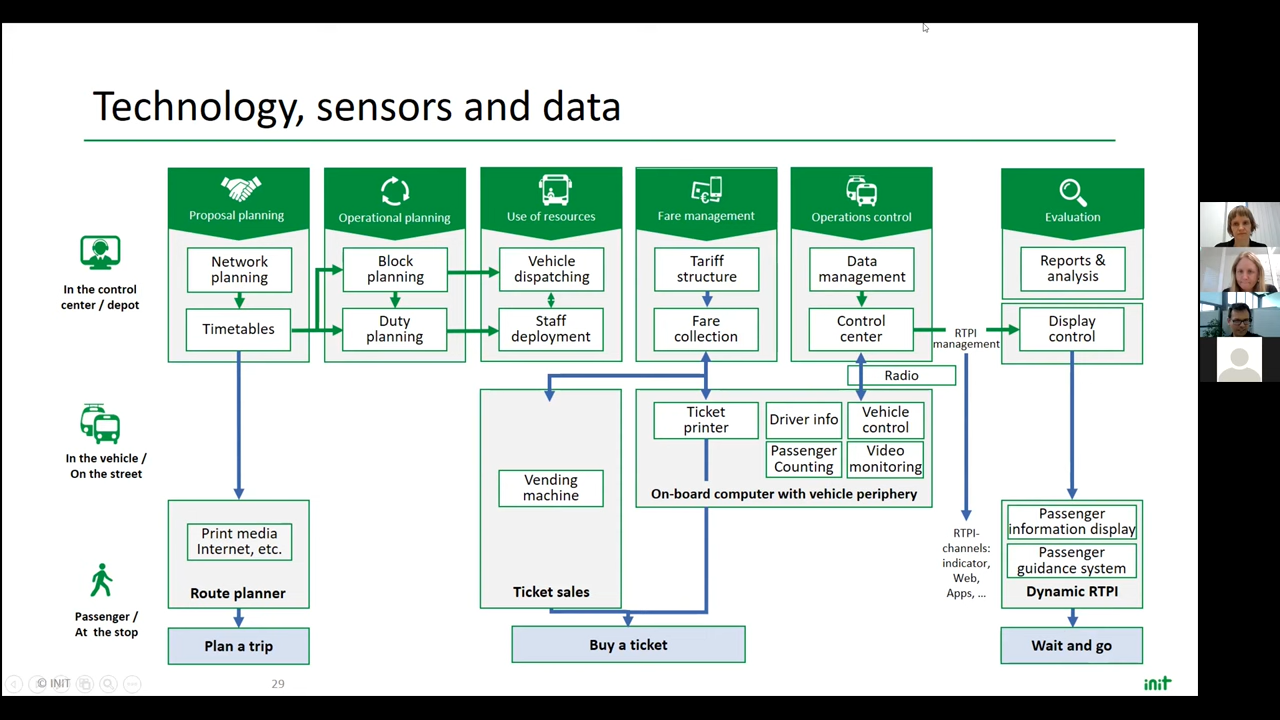 Technology, sensors and data
Proposal planning
Operational planning
Use of resources
Fare management
Operations control
Evaluation
In the control
center / depot
Network
planning
Block
planning
Vehicle
dispatching
Tariff
structure
Data
management
Reports &
analysis
Timetables
Duty
planning
Staff
deployment
Fare
collection
Control
center
RTPI
management
Display
control
Radio
In the vehicle /
On the street
Ticket
printer
Driver info
Vehicle
control
Passenger
Counting
Video
monitoring
Vending
machine
On-board computer with vehicle periphery
Print media
Internet, etc.
RTPI-
channels:
indicator,
Web,
Apps, ...
Passenger
information display
Passenger
guidance system
Passenger /
At the stop
Route planner
Ticket sales
Dynamic RTPI
Plan a trip
Buy a ticket
Wait and go
© INIT
29
init